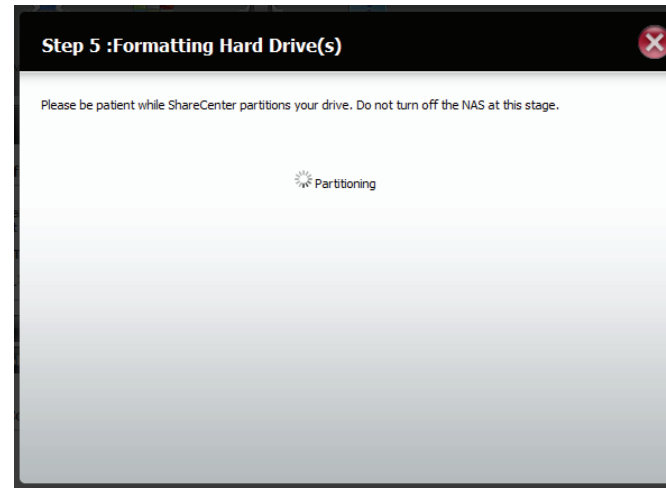 Step 5 :Formatting Hard Drive(s)
Please be patient while ShareCenter partitions your drive. Do not turn off the NAS at this stage.
Partitioning